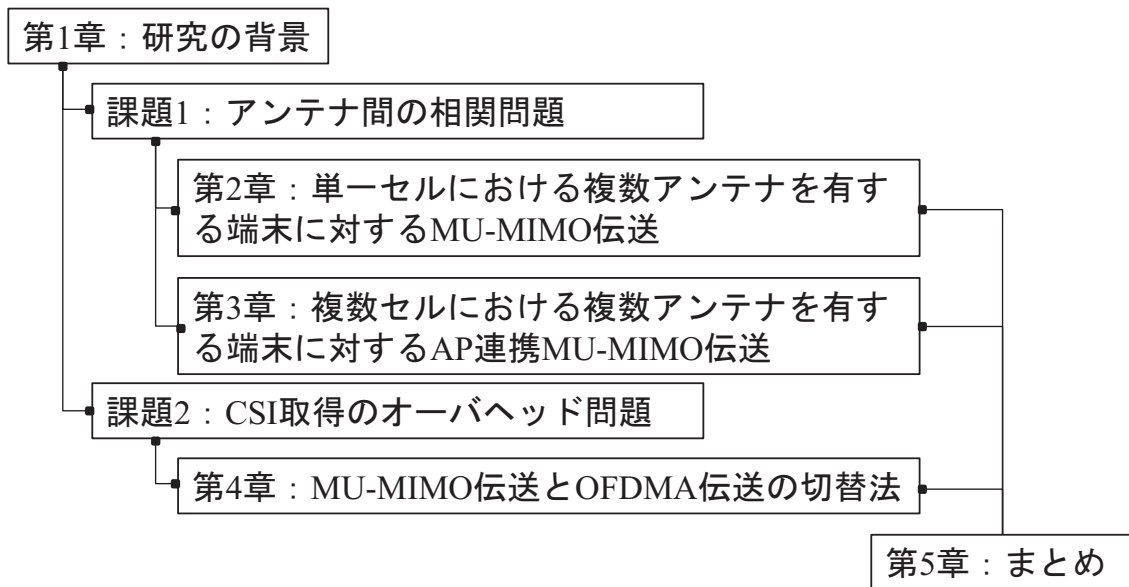 第1章：研究の背景
課題1：アンテナ間の相関問題
第2章：単一セルにおける複数アンテナを有す
る端末に対するMU-MIMO伝送
第3章：複数セルにおける複数アンテナを有す
る端末に対するAP連携MU-MIMO伝送
課題2：CSI取得のオーバヘッド問題
第4章：MU-MIMO伝送とOFDMA伝送の切替法
第5章：まとめ